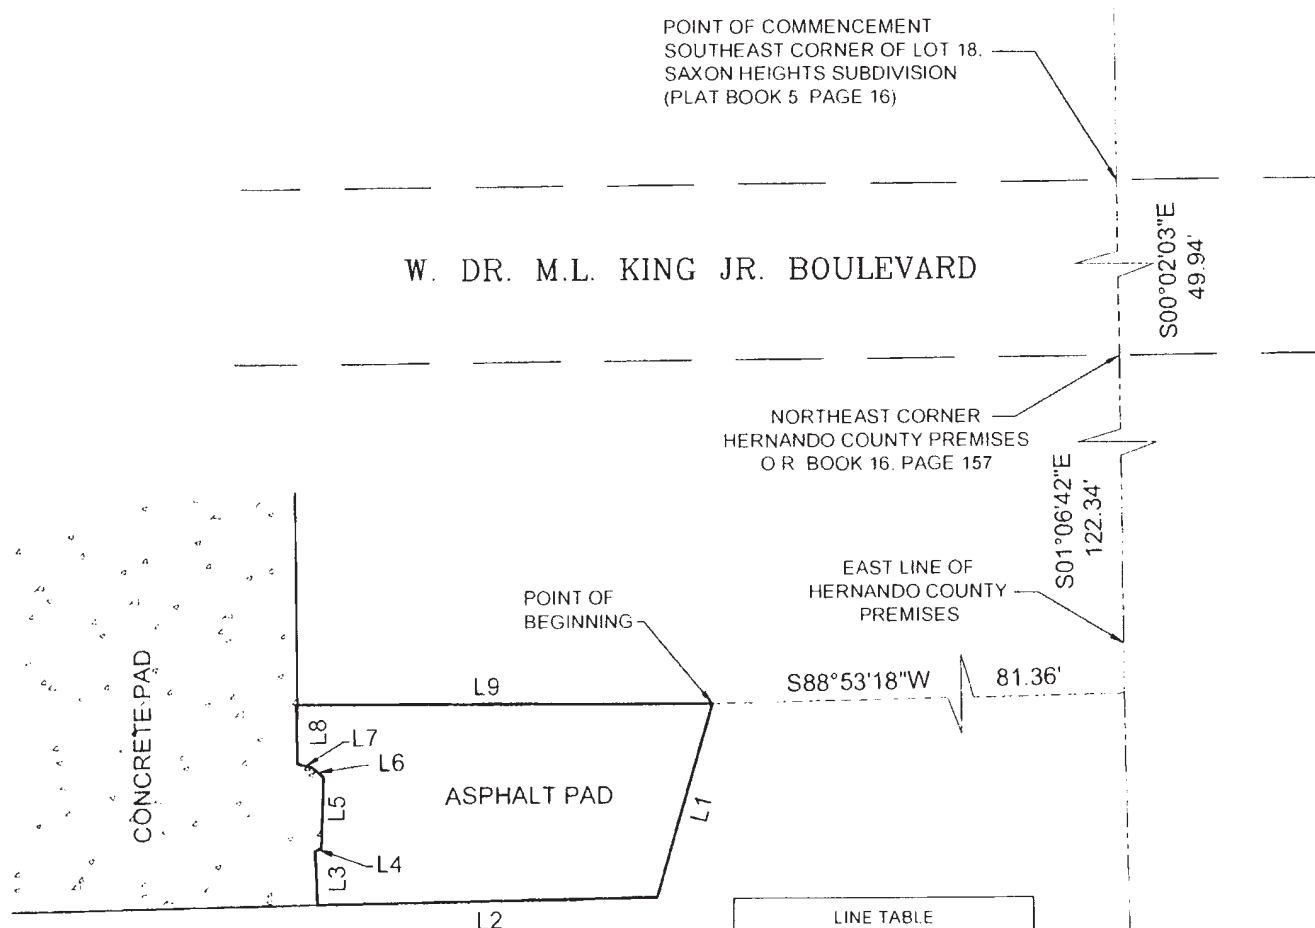 POINT OF COMMENCEMENT
SOUTHEAST CORNER OF LOT 18,
SAXON HEIGHTS SUBDIVISION
(PLAT BOOK 5 PAGE 16)
W. DR. M.L. KING JR. BOULEVARD
S00°02'03"E
49.94'
NORTHEAST CORNER
HERNANDO COUNTY PREMISES
O R BOOK 16. PAGE 157
S01°06'42"E
122.34'
EAST LINE OF
HERNANDO COUNTY
PREMISES
POINT OF
BEGINNING
S88°53'18"W
81.36'
L9
L8
L7
L6
CONCRETE PAD
L5
ASPHALT PAD
L1
L4
L3
L2
LINE TABLE